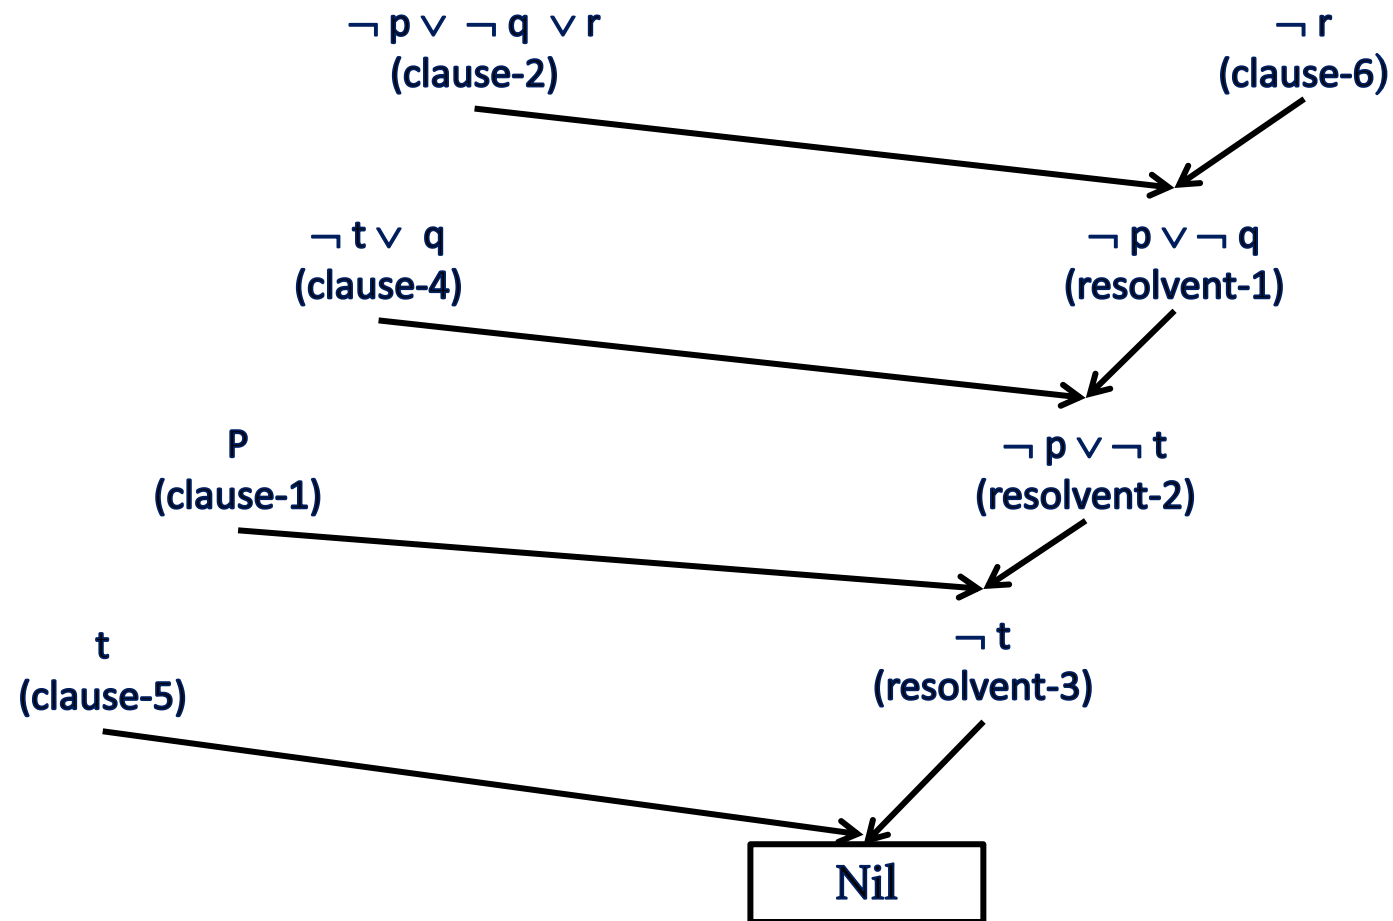 ¬ p ∨ ¬ q ∨ r
(clause-2)
¬ r
(clause-6)
¬ t ∨ q
(clause-4)
¬ p ∨ ¬ q
(resolvent-1)
P
(clause-1)
¬ p ∨ ¬ t
(resolvent-2)
t
(clause-5)
¬ t
(resolvent-3)
Nil